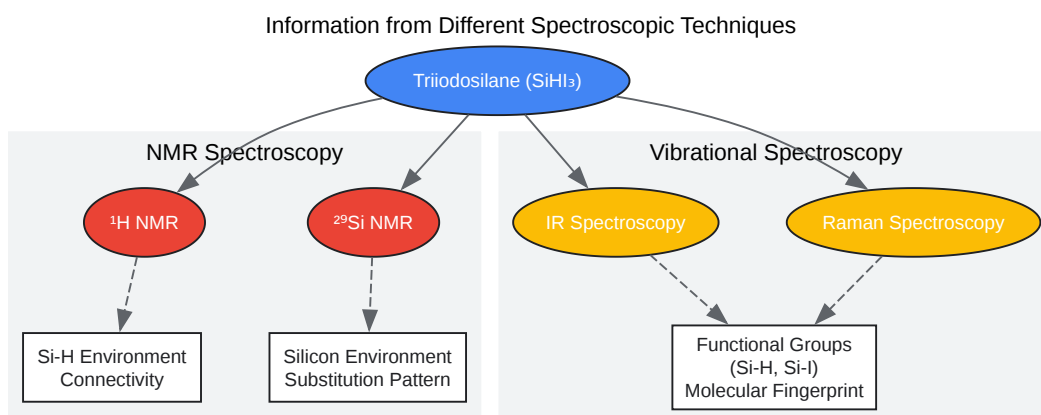 Information from Different Spectroscopic Techniques
Triiodosilane (SiHI₃)
NMR Spectroscopy
Vibrational Spectroscopy
¹H NMR
²⁹Si NMR
IR Spectroscopy
Raman Spectroscopy
Si-H Environment
Connectivity
Silicon Environment
Substitution Pattern
Functional Groups
(Si-H, Si-I)
Molecular Fingerprint